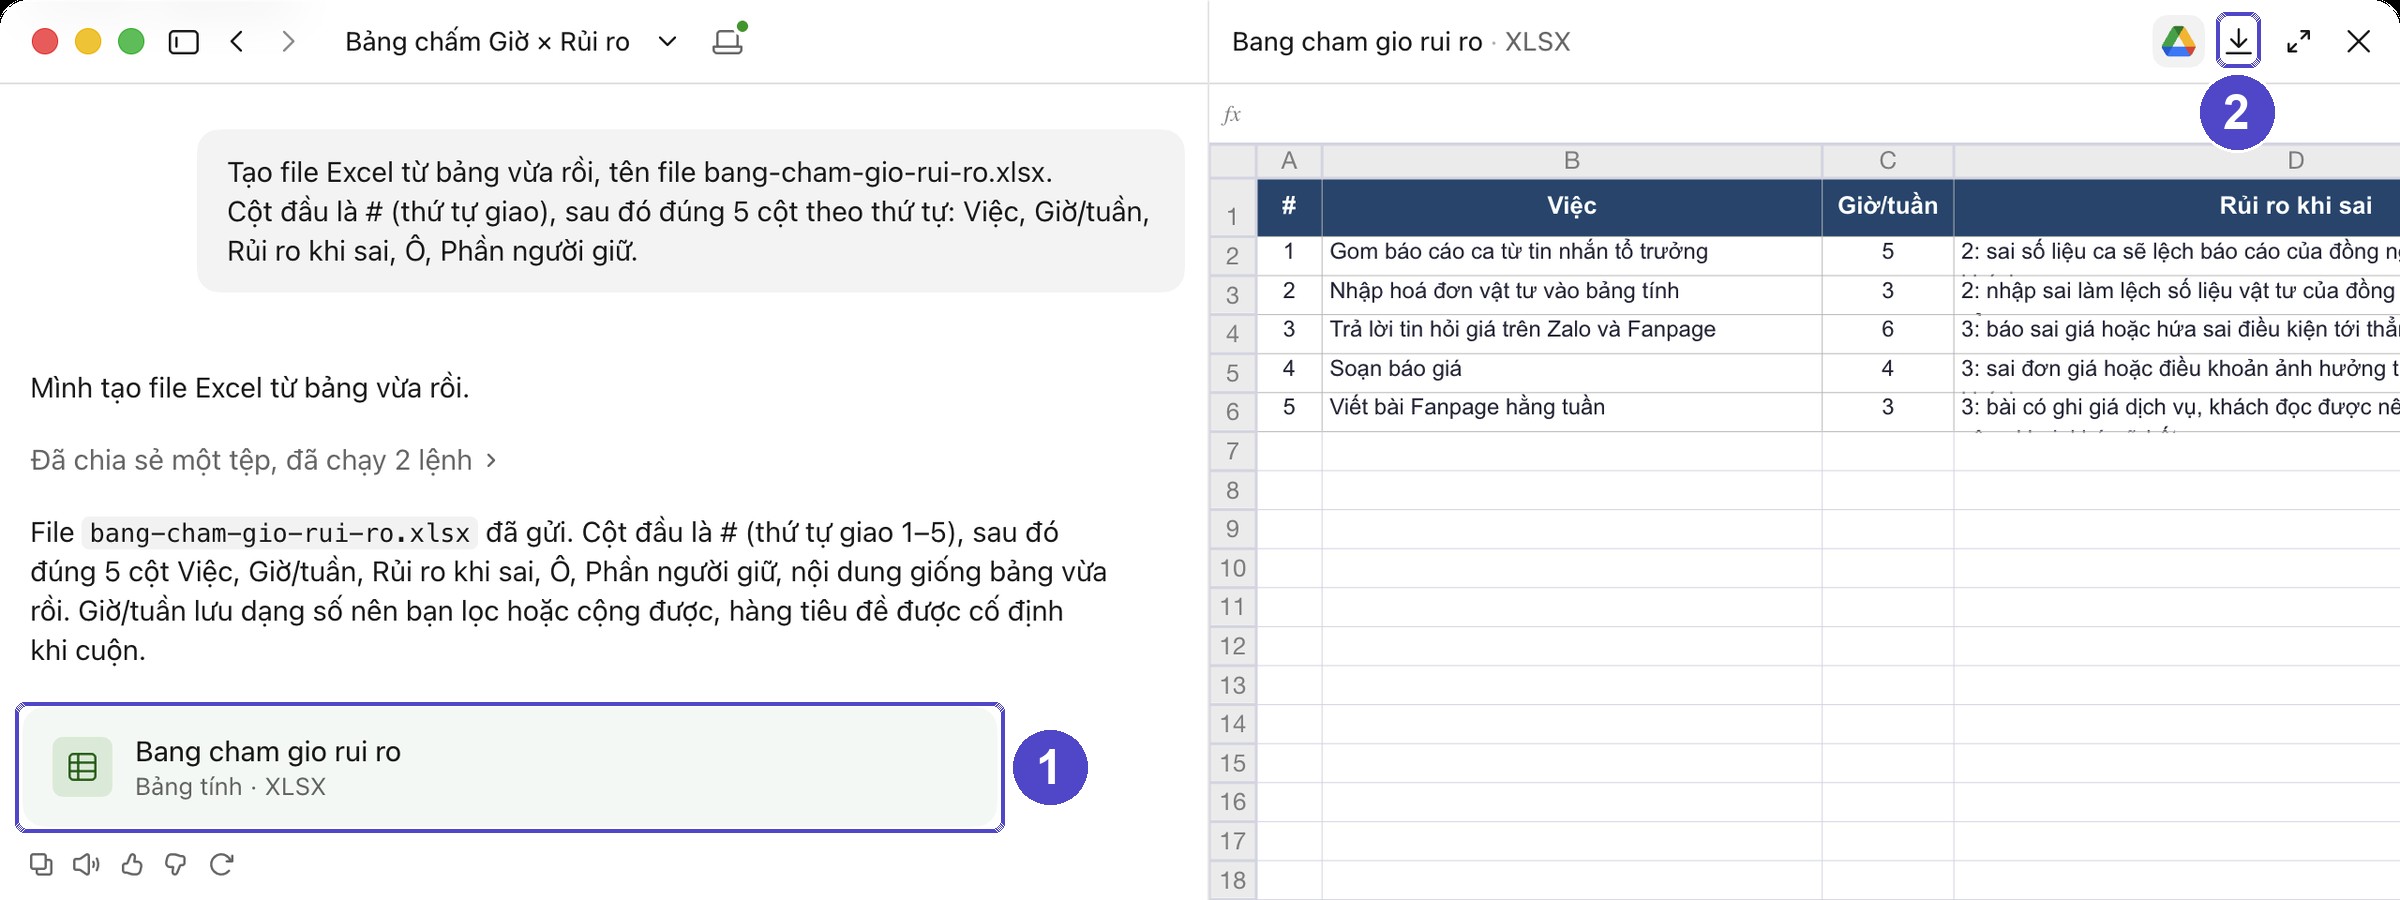 Bảng chấm Giờ × Rủi ro
Tạo file Excel từ bảng vừa rồi, tên file bang-cham-gio-rui-ro.xlsx.
Cột đầu là # (thứ tự giao), sau đó đúng 5 cột theo thứ tự: Việc, Giờ/tuần,
Rủi ro khi sai, Ô, Phần người giữ.
Mình tạo file Excel từ bảng vừa rồi.
Đã chia sẻ một tệp, đã chạy 2 lệnh
File bang-cham-gio-rui-ro.xlsx đã gửi. Cột đầu là # (thứ tự giao 1–5), sau đó
đúng 5 cột Việc, Giờ/tuần, Rủi ro khi sai, Ô, Phần người giữ, nội dung giống bảng vừa
rồi. Giờ/tuần lưu dạng số nên bạn lọc hoặc cộng được, hàng tiêu đề được cố định
khi cuộn.
Bang cham gio rui ro
Bảng tính · XLSX
1
Bang cham gio rui ro · XLSX
2
fx
A B C D
1 # Việc Giờ/tuần Rủi ro khi sai
2 1 Gom báo cáo ca từ tin nhắn tổ trưởng 5 2: sai số liệu ca sẽ lệch báo cáo của đồng
3 2 Nhập hoá đơn vật tư vào bảng tính 3 2: nhập sai làm lệch số liệu vật tư của đồng
4 3 Trả lời tin hỏi giá trên Zalo và Fanpage 6 3: báo sai giá hoặc hứa sai điều kiện tới
5 4 Soạn báo giá 4 3: sai đơn giá hoặc điều khoản ảnh hưởng
6 5 Viết bài Fanpage hằng tuần 3 3: bài có ghi giá dịch vụ, khách đọc được
7
8
9
10
11
12
13
14
15
16
17
18